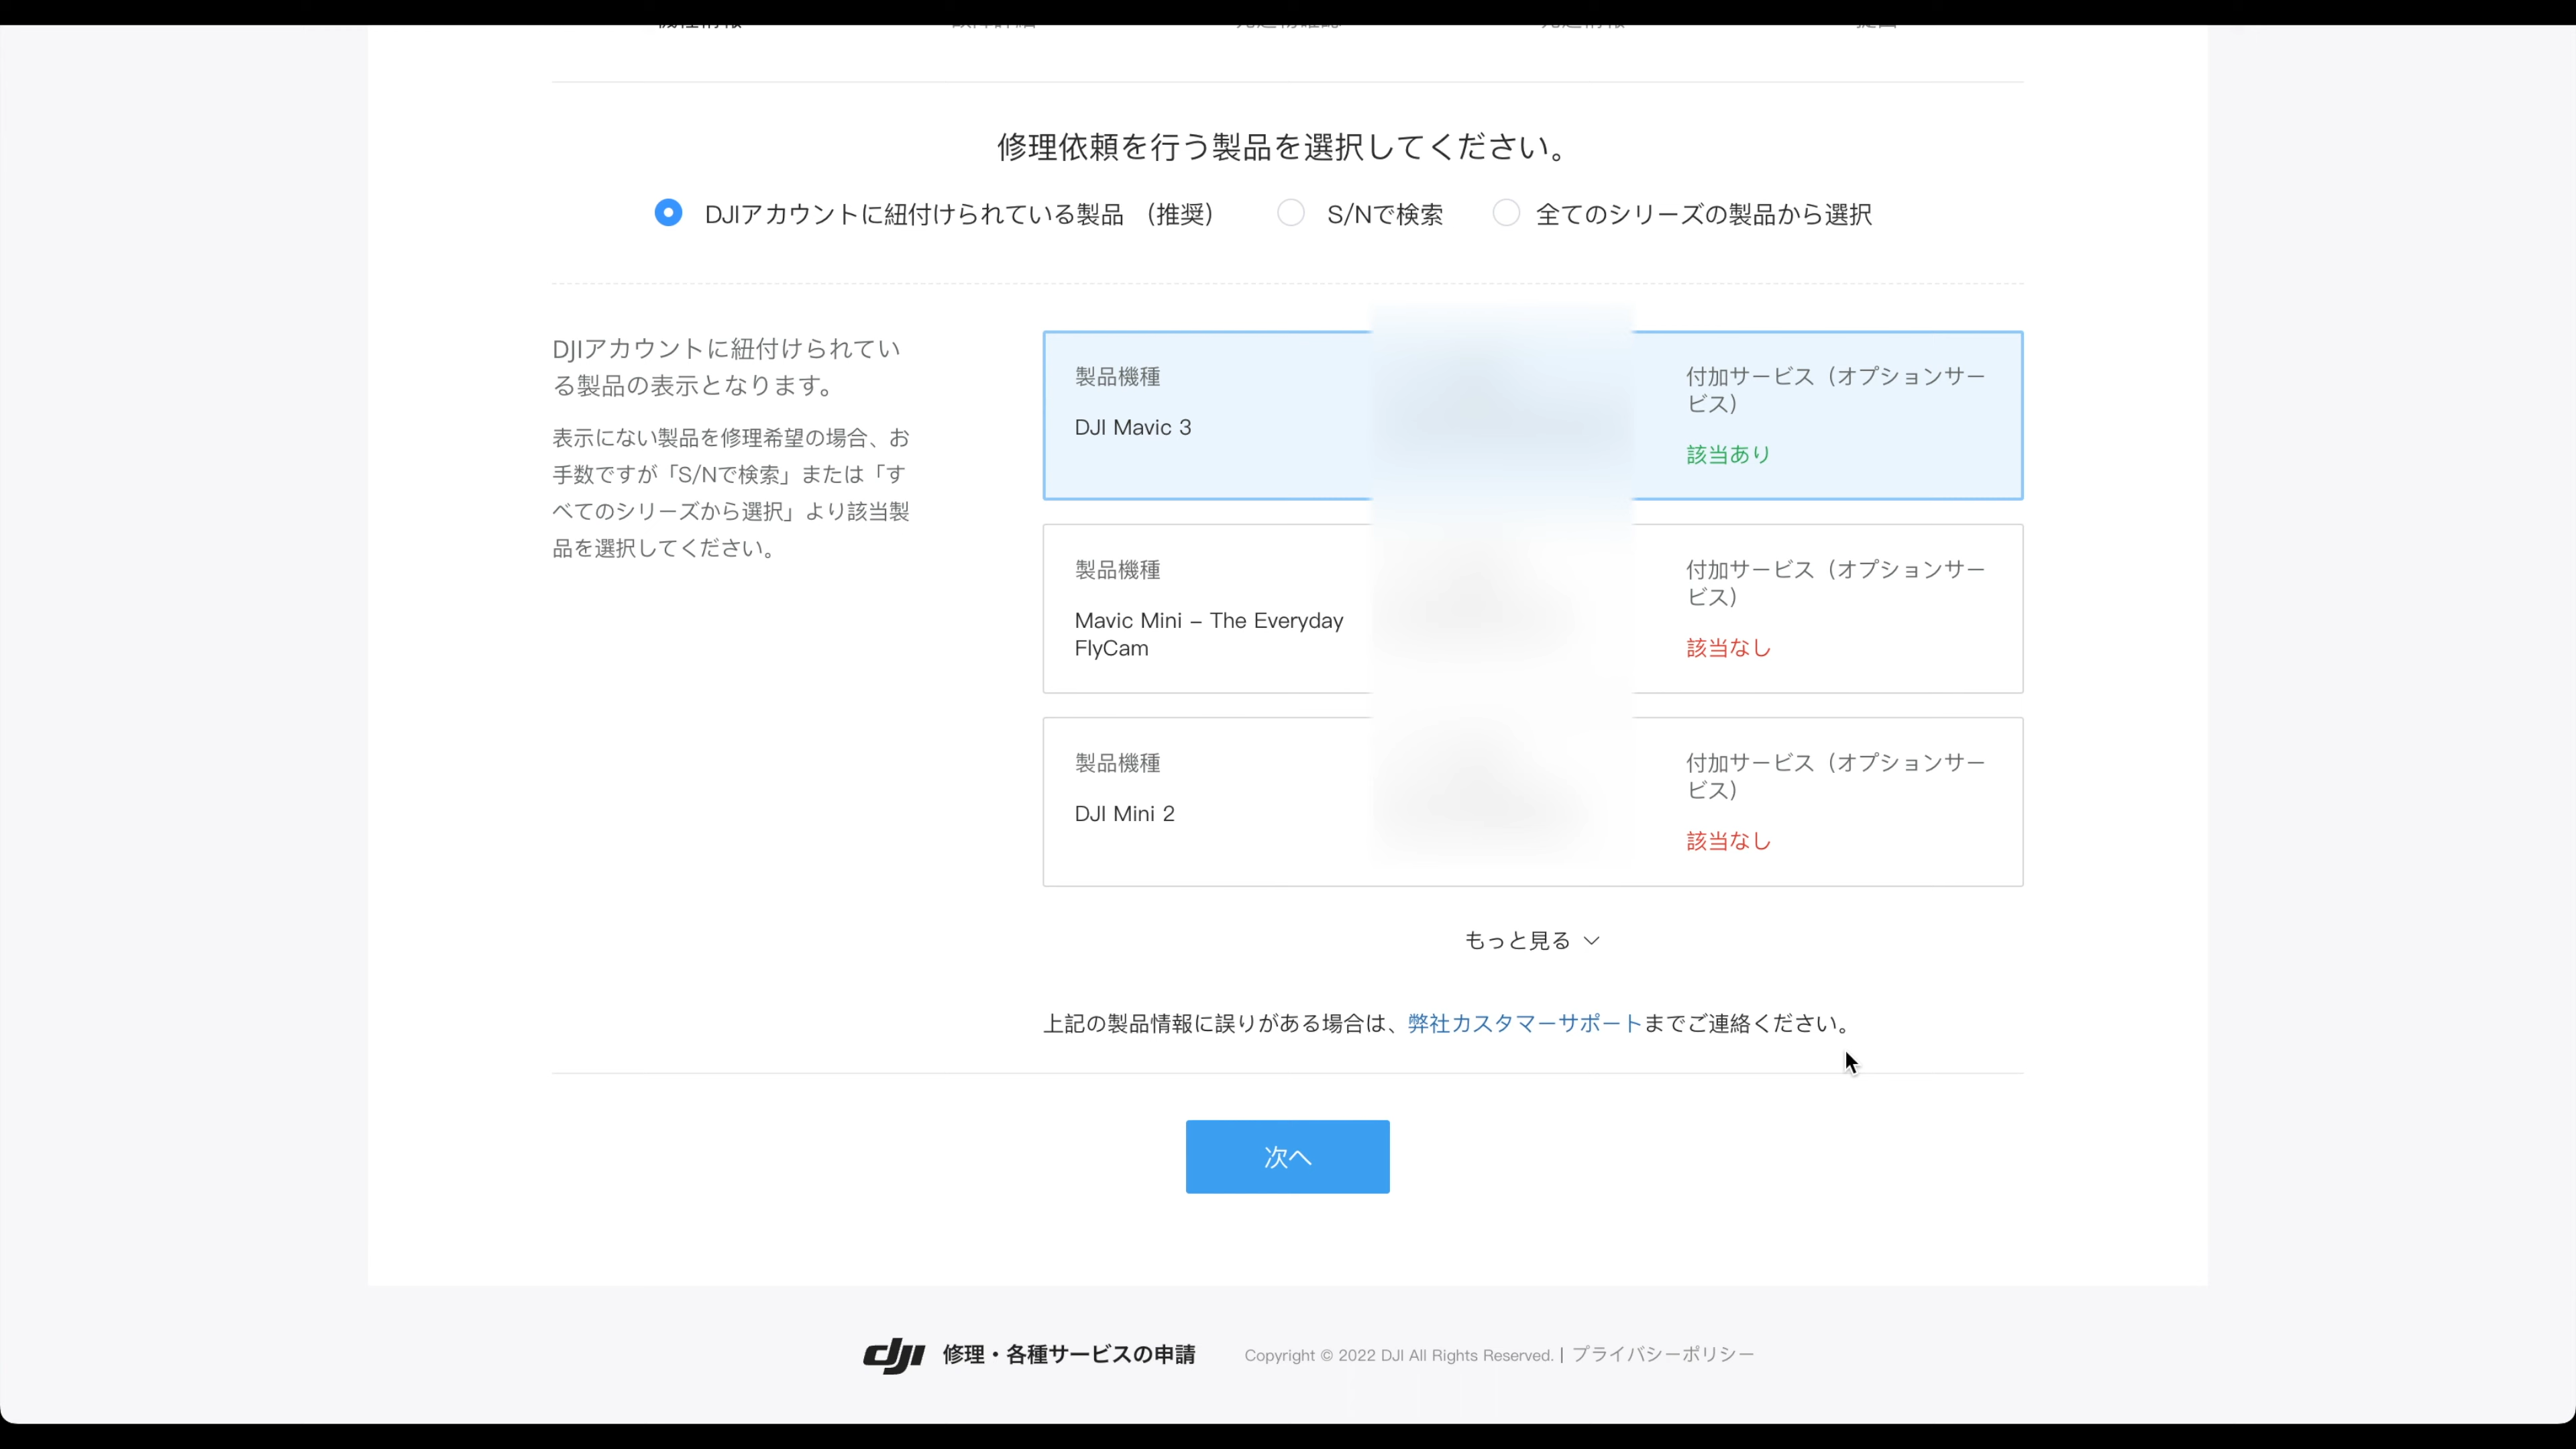 修理依頼を行う製品を選択してください。
DJIアカウントに紐付けられている製品 （推奨） S/Nで検索 全てのシリーズの製品から選択
DJIアカウントに紐付けられてい
る製品の表示となります。
表示にない製品を修理希望の場合、お
手数ですが「S/Nで検索」または「す
べてのシリーズから選択」より該当製
品を選択してください。
製品機種
DJI Mavic 3
付加サービス（オプションサー
ビス）
該当あり
製品機種
Mavic Mini – The Everyday
FlyCam
付加サービス（オプションサー
ビス）
該当なし
製品機種
DJI Mini 2
付加サービス（オプションサー
ビス）
該当なし
もっと見る
上記の製品情報に誤りがある場合は、弊社カスタマーサポートまでご連絡ください。
次へ
dji 修理・各種サービスの申請 Copyright © 2022 DJI All Rights Reserved. | プライバシーポリシー